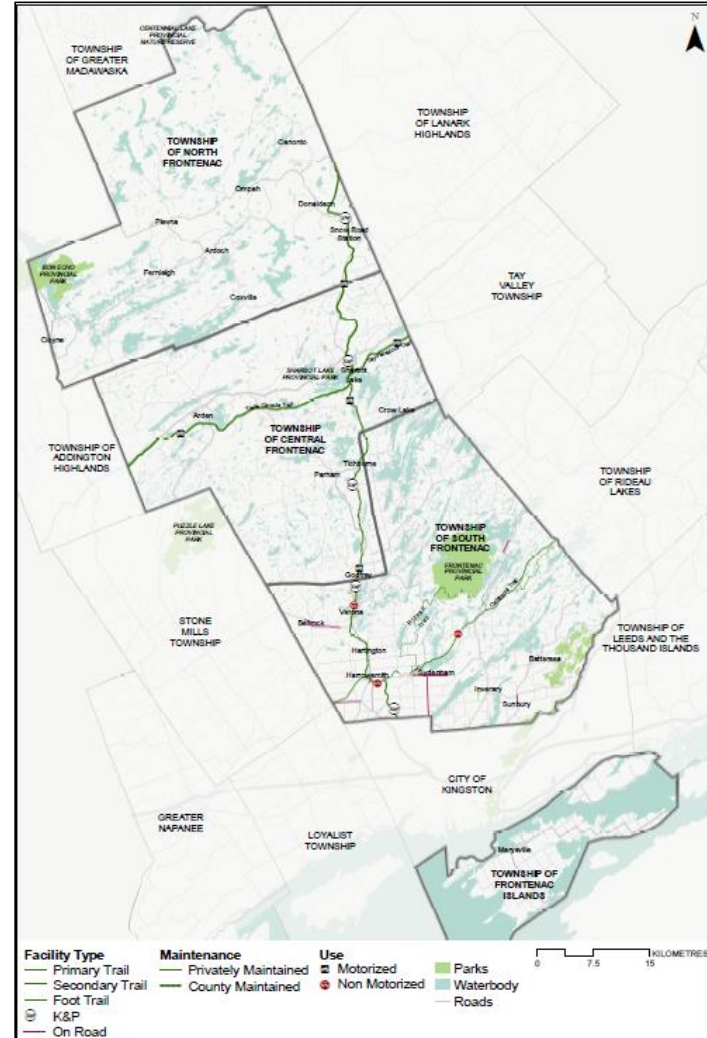 N
CENTENNIAL LAKE
PROVINCIAL
NATURE RESERVE
TOWNSHIP
OF GREATER
MADAWASKA
TOWNSHIP
OF LANARK
HIGHLANDS
TOWNSHIP
OF NORTH
FRONTENAC
Canonto
Ompah
Donaldson
Plevna
Snow Road
Station
Ardoch
BON ECHO
PROVINCIAL
PARK
Fernleigh
Coxville
TAY
VALLEY
TOWNSHIP
Cloyne
SHARBOT LAKE
PROVINCIAL PARK
Sharbot
Lake
Arden
Crow Lake
TOWNSHIP OF
ADDINGTON
HIGHLANDS
TOWNSHIP
OF CENTRAL
FRONTENAC
Tichborne
Parham
TOWNSHIP
OF RIDEAU
LAKES
PUZZLE LAKE
PROVINCIAL
PARK
TOWNSHIP
OF SOUTH
FRONTENAC
FRONTENAC
PROVINCIAL
PARK
Godfrey
Verona
Bellrock
STONE
MILLS
TOWNSHIP
TOWNSHIP OF
LEEDS AND THE
THOUSAND ISLANDS
Hartington
Battersea
Harrowsmith
Sydenham
Inverary
Sunbury
CITY OF
KINGSTON
GREATER
NAPANEE
LOYALIST
TOWNSHIP
Marysville
TOWNSHIP OF
FRONTENAC
ISLANDS
Facility Type
Primary Trail
Secondary Trail
Foot Trail
K&P
On Road
Maintenance
Privately Maintained
County Maintained
Use
Motorized
Non Motorized
Parks
Waterbody
Roads
KILOMETRES
0 7.5 15